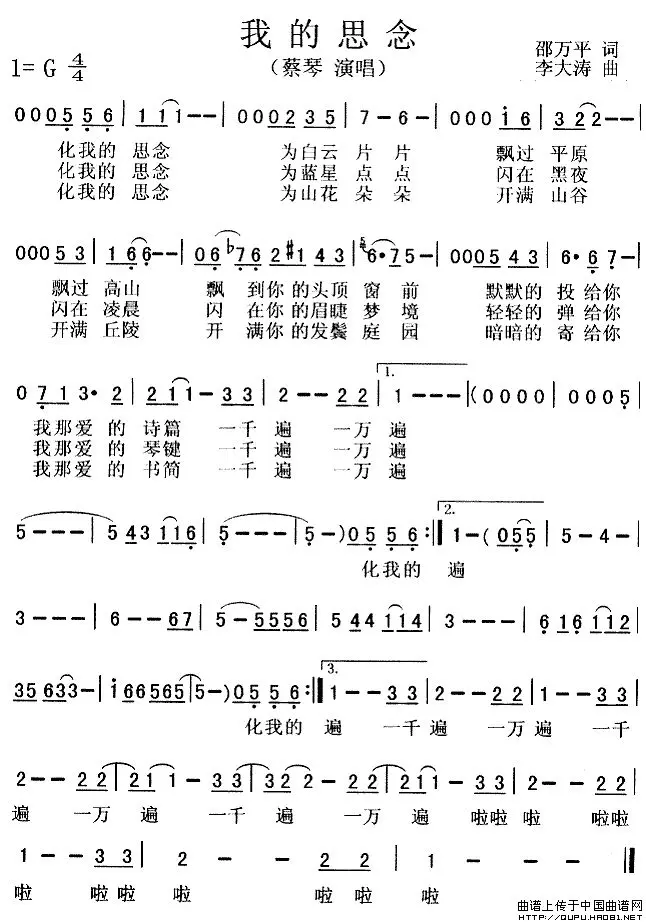 我的思念
邵万平 词
1= G 4/4
(蔡琴 演唱)
李大涛 曲
0 0 0 5 5 6 | 1 1 1 - - | 0 0 0 2 3 5 | 7 - 6 - | 0 0 0 1 6 | 3 2 2 - - |
化我的 思念 为白云 片 片 飘过 平原
化我的 思念 为蓝星 点 点 闪在 黑夜
化我的 思念 为山花 朵 朵 开满 山谷
0 0 0 5 3 | 1 6 6 - - | 0 6 b7 6 2 #1 4 3 | 5 6 · 7 5 - | 0 0 0 5 4 3 | 6 · 6 7 - |
飘过 高山 飘 到你 的头顶 窗 前 默默的 投 给你
闪在 凌晨 闪 在你 的眉睫 梦 境 轻轻的 弹 给你
开满 丘陵 开 满你 的发鬓 庭 园 暗暗的 寄 给你
0 7 1 3 · 2 | 2 1 1 - 3 3 | 2 - - 2 2 | 1. 1 - - - | ( 0 0 0 0 | 0 0 0 5 |
我那爱 的 诗篇 一千 遍 一万 遍
我那爱 的 琴键 一千 遍 一万 遍
我那爱 的 书简 一千 遍 一万 遍
5 - - - | 5 4 3 1 1 1 6 | 5 - - - | 5 - ) 0 5 5 6 :| 2. 1 - ( 0 5 5 | 5 - 4 - |
化我的 遍
3 - - - | 6 - - 6 7 | 5 - 5 5 5 6 | 5 4 4 1 1 1 | 3 - - - | 6 1 6 1 1 2 |
3 5 6 3 3 - | 1 6 6 5 6 5 | 5 - ) 0 5 5 6 :| 3. 1 - 3 3 | 2 - 2 2 | 1 - - 3 3 |
化我的 遍 一千 遍 一万 遍 一千
2 - - 2 2 | 2 1 1 - 3 3 | 3 2 2 - 2 2 | 2 1 1 - 3 3 | 2 - - 2 2 |
遍 一万 遍 一千 遍 一万 遍 啦啦 啦 啦啦
1 - - 3 3 | 2 - - 2 2 | 1 - - - ||
啦 啦啦 啦 啦啦 啦
曲谱上传于中国曲谱网
HTTP://QUPU.HAO81.NET